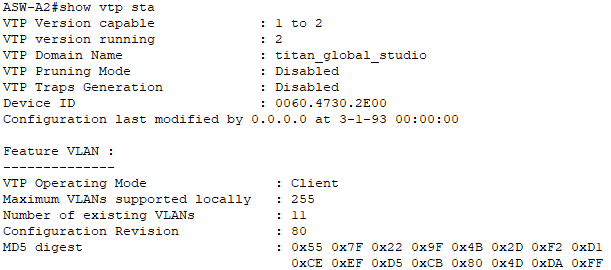 ASW-A2#show vtp sta
VTP Version capable : 1 to 2
VTP version running : 2
VTP Domain Name : titan_global_studio
VTP Pruning Mode : Disabled
VTP Traps Generation : Disabled
Device ID : 0060.4730.2E00
Configuration last modified by 0.0.0.0 at 3-1-93 00:00:00
Feature VLAN :
--------------
VTP Operating Mode : Client
Maximum VLANs supported locally : 255
Number of existing VLANs : 11
Configuration Revision : 80
MD5 digest : 0x55 0x7F 0x22 0x9F 0x4B 0x2D 0xF2 0xD1
0xCE 0xEF 0xD5 0xCB 0x80 0x4D 0xDA 0xFF